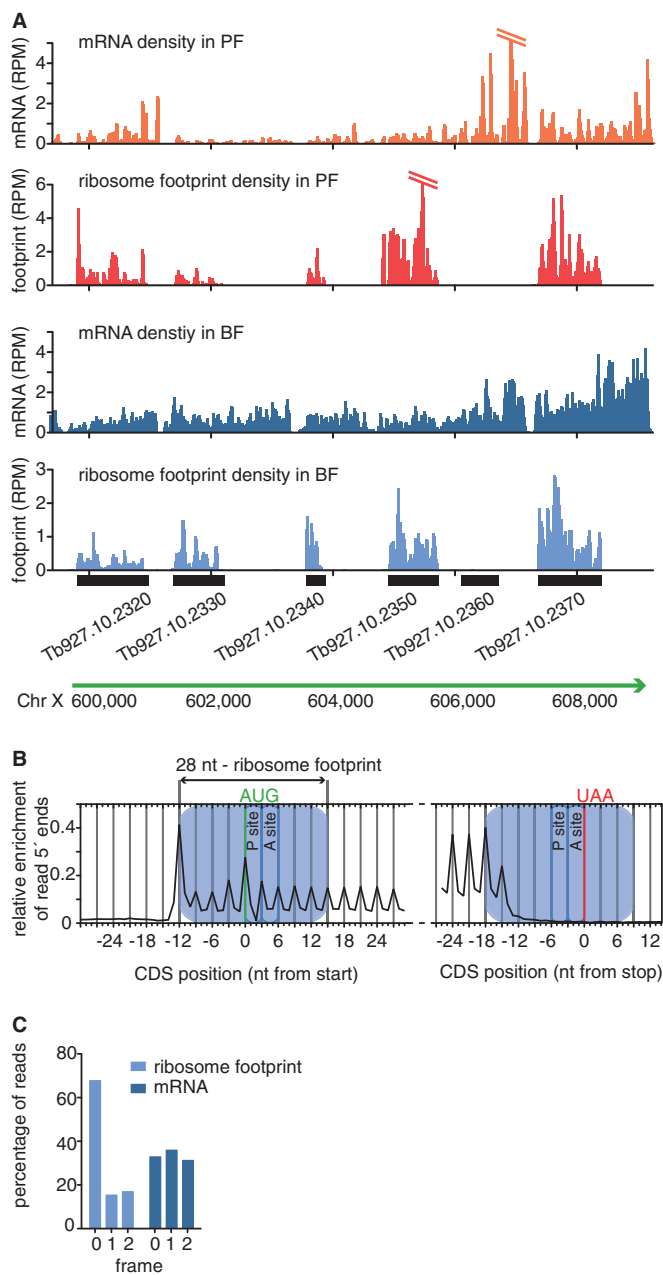 A
mRNA density in PF
mRNA (RPM)
4
2
0
ribosome footprint density in PF
footprint (RPM)
6
4
2
0
mRNA denstiy in BF
mRNA (RPM)
4
2
0
ribosome footprint density in BF
footprint (RPM)
3
2
1
0
Tb927.10.2320
Tb927.10.2330
Tb927.10.2340
Tb927.10.2350
Tb927.10.2360
Tb927.10.2370
Chr X 600,000 602,000 604,000 606,000 608,000
B
28 nt - ribosome footprint
AUG UAA
P site A site P site A site
relative enrichment
of read 5´ ends
0.4
0.2
0
-24 -18 -12 -6 0 6 12 18 24 -24 -18 -12 -6 0 6 12
CDS position (nt from start) CDS position (nt from stop)
C
percentage of reads
80
60
40
20
0
ribosome footprint
mRNA
0 1 2 0 1 2
frame